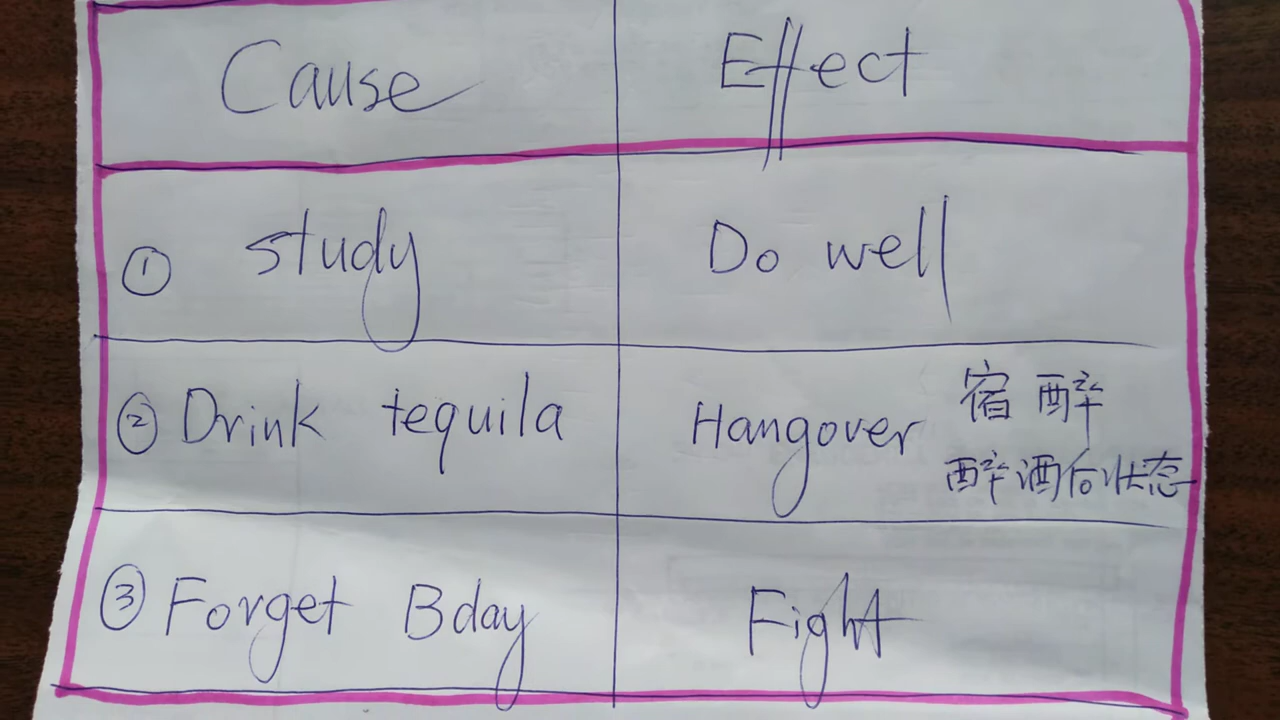 Cause Effect
① study Do well
② Drink tequila Hangover 宿醉
醉酒后状态
③ Forget Bday Fight